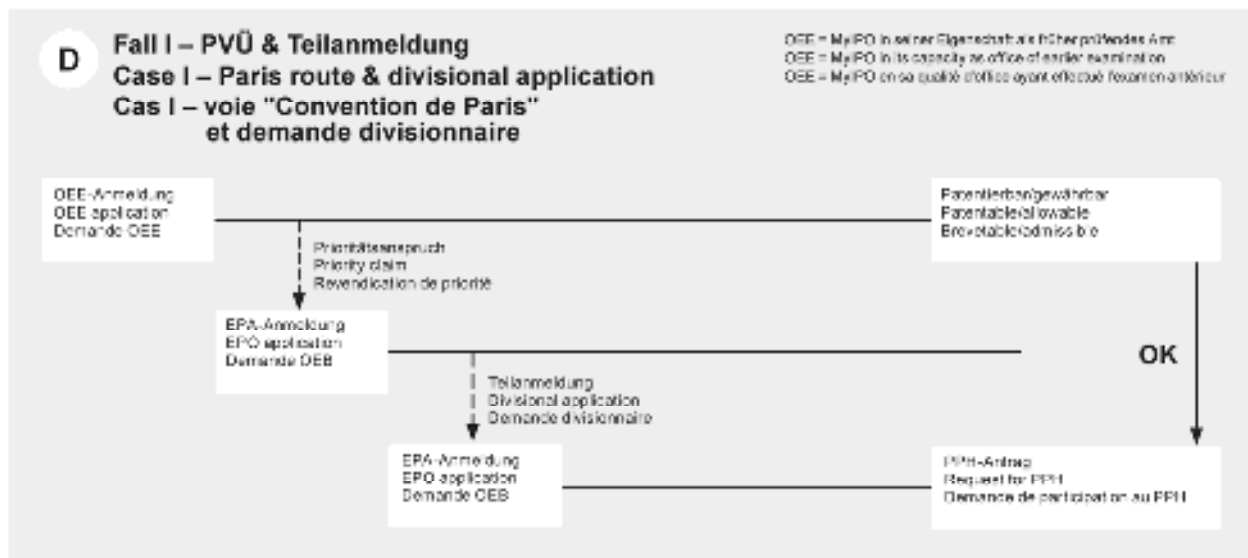 D
Fall I – PVÜ & Teilanmeldung
Case I – Paris route & divisional application
Cas I – voie "Convention de Paris"
et demande divisionnaire
OEE = MyIPO in seiner Eigenschaft als früher prüfendes Amt
OEE = MyIPO in its capacity as office of earlier examination
OEE = MyIPO en sa qualité d'office ayant effectué l'examen antérieur
OEE-Anmeldung
OEE application
Demande OEE
Patentierbar/gewährbar
Patentable/allowable
Brevetable/admissible
Prioritätsanspruch
Priority claim
Revendication de priorité
EPA-Anmeldung
EPO application
Demande OEB
OK
Teilanmeldung
Divisional application
Demande divisionnaire
EPA-Anmeldung
EPO application
Demande OEB
PPH-Antrag
Request for PPH
Demande de participation au PPH